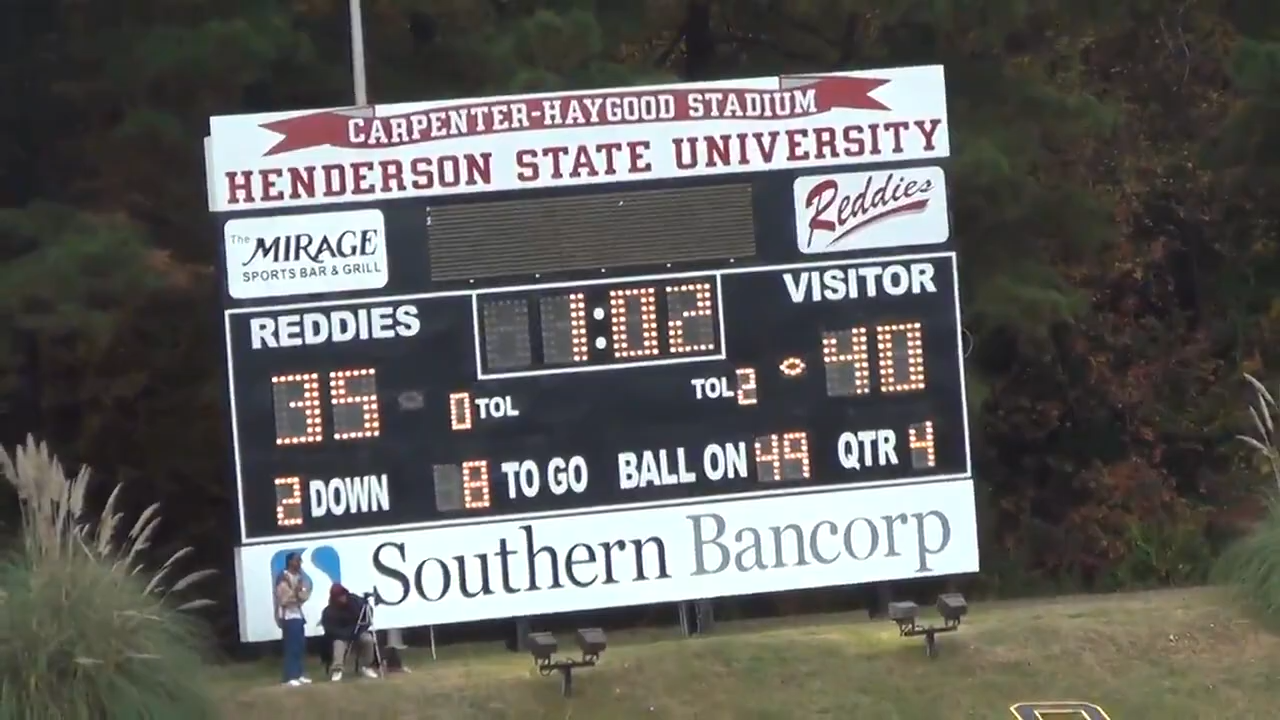 CARPENTER-HAYGOOD STADIUM
HENDERSON STATE UNIVERSITY
The MIRAGE
SPORTS BAR & GRILL
Reddies
REDDIES
1:02
VISITOR
35
0 TOL
TOL 2
40
2 DOWN
8 TO GO
BALL ON 49
QTR 4
Southern Bancorp